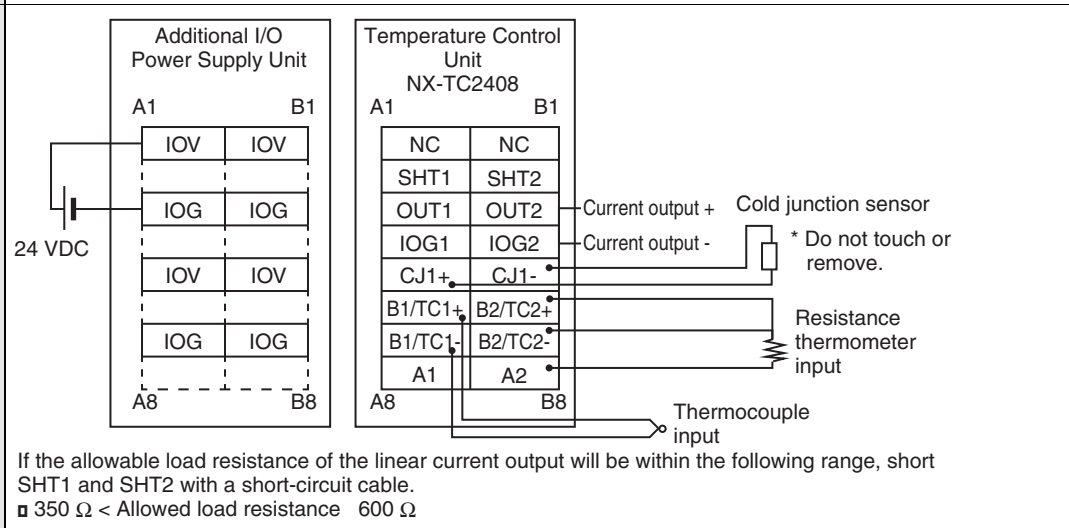 Additional I/O
Power Supply Unit
A1 B1
IOV IOV
IOG IOG
IOV IOV
IOG IOG
A8 B8
24 VDC
Temperature Control
Unit
NX-TC2408
A1 B1
NC NC
SHT1 SHT2
OUT1 OUT2
IOG1 IOG2
CJ1+ CJ1-
B1/TC1+ B2/TC2+
B1/TC1- B2/TC2-
A1 A2
A8 B8
Current output +
Current output -
Cold junction sensor
* Do not touch or
remove.
Resistance
thermometer
input
Thermocouple
input
If the allowable load resistance of the linear current output will be within the following range, short
SHT1 and SHT2 with a short-circuit cable.
350 Ω < Allowed load resistance 600 Ω